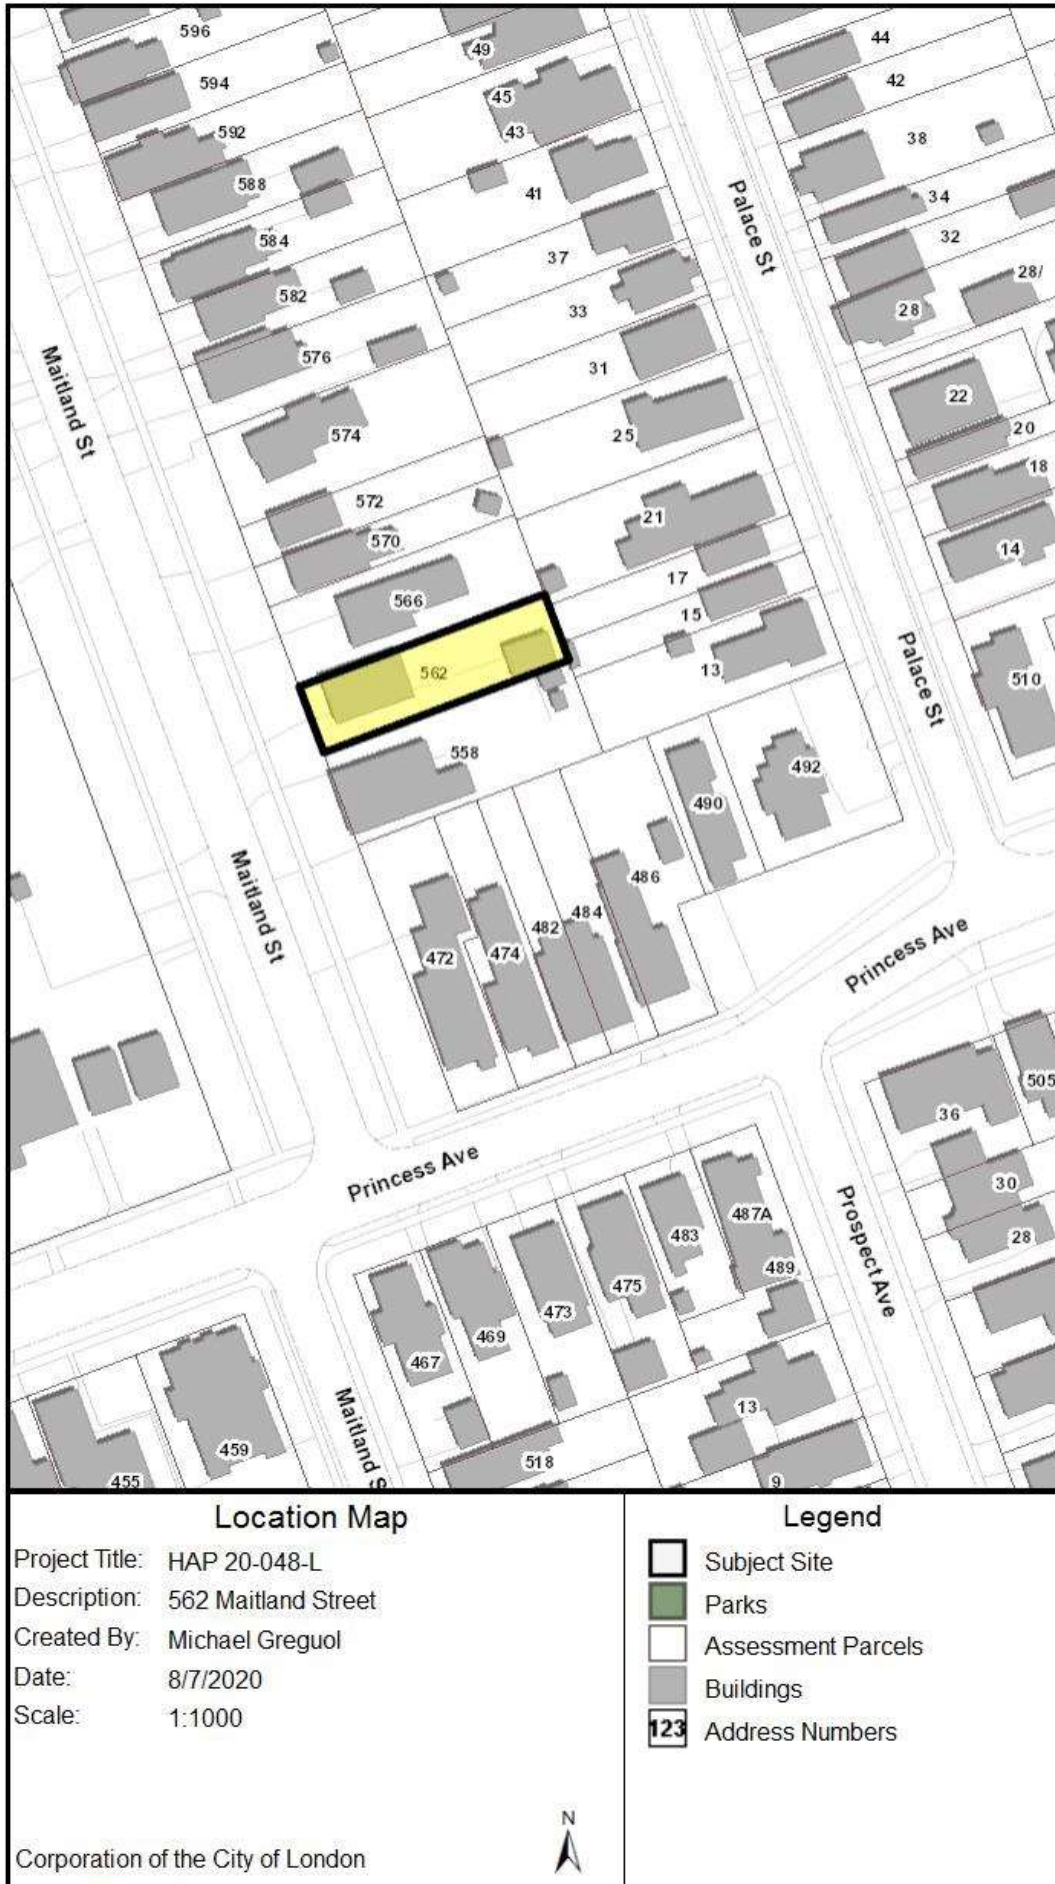 596
49
44
594
42
45
592
43
38
588
41
34
Palace St
584
32
37
28/
582
33
28
576
31
Maitland St
22
574
25
20
18
572
21
570
14
17
566
15
Palace St
562
13
510
558
492
490
486
Maitland St
484
482
472
474
Princess Ave
505
36
Princess Ave
30
487A
Prospect Ave
483
28
489
475
473
469
467
Maitland S
13
459
518
455
9
Location Map
Project Title: HAP 20-048-L
Description: 562 Maitland Street
Created By: Michael Greguol
Date: 8/7/2020
Scale: 1:1000
N
Corporation of the City of London
Legend
Subject Site
Parks
Assessment Parcels
Buildings
123 Address Numbers